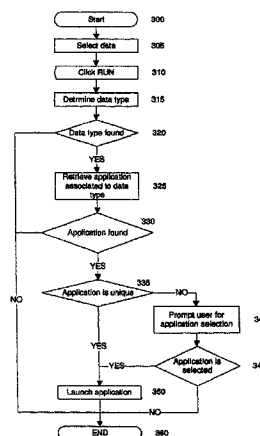 Start 300
Select data 305
Click RUN 310
Detrmine data type 315
Data type found 320
YES
Retrieve application
associated to data
type
325
330
Application found
YES
335
Application is unique
NO
NO
Prompt user for
application selection
YES
YES
Application is
selected
Launch application 350
NO
END 360